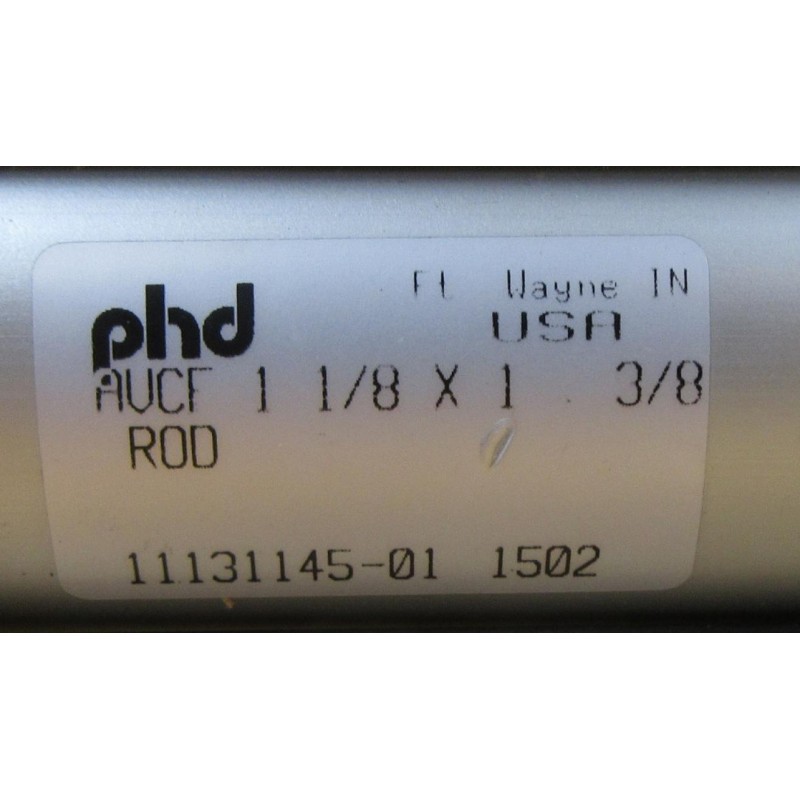 phd Ft Wayne IN
USA
AVCF 1 1/8 X 1 3/8
ROD
11131145-01 1502